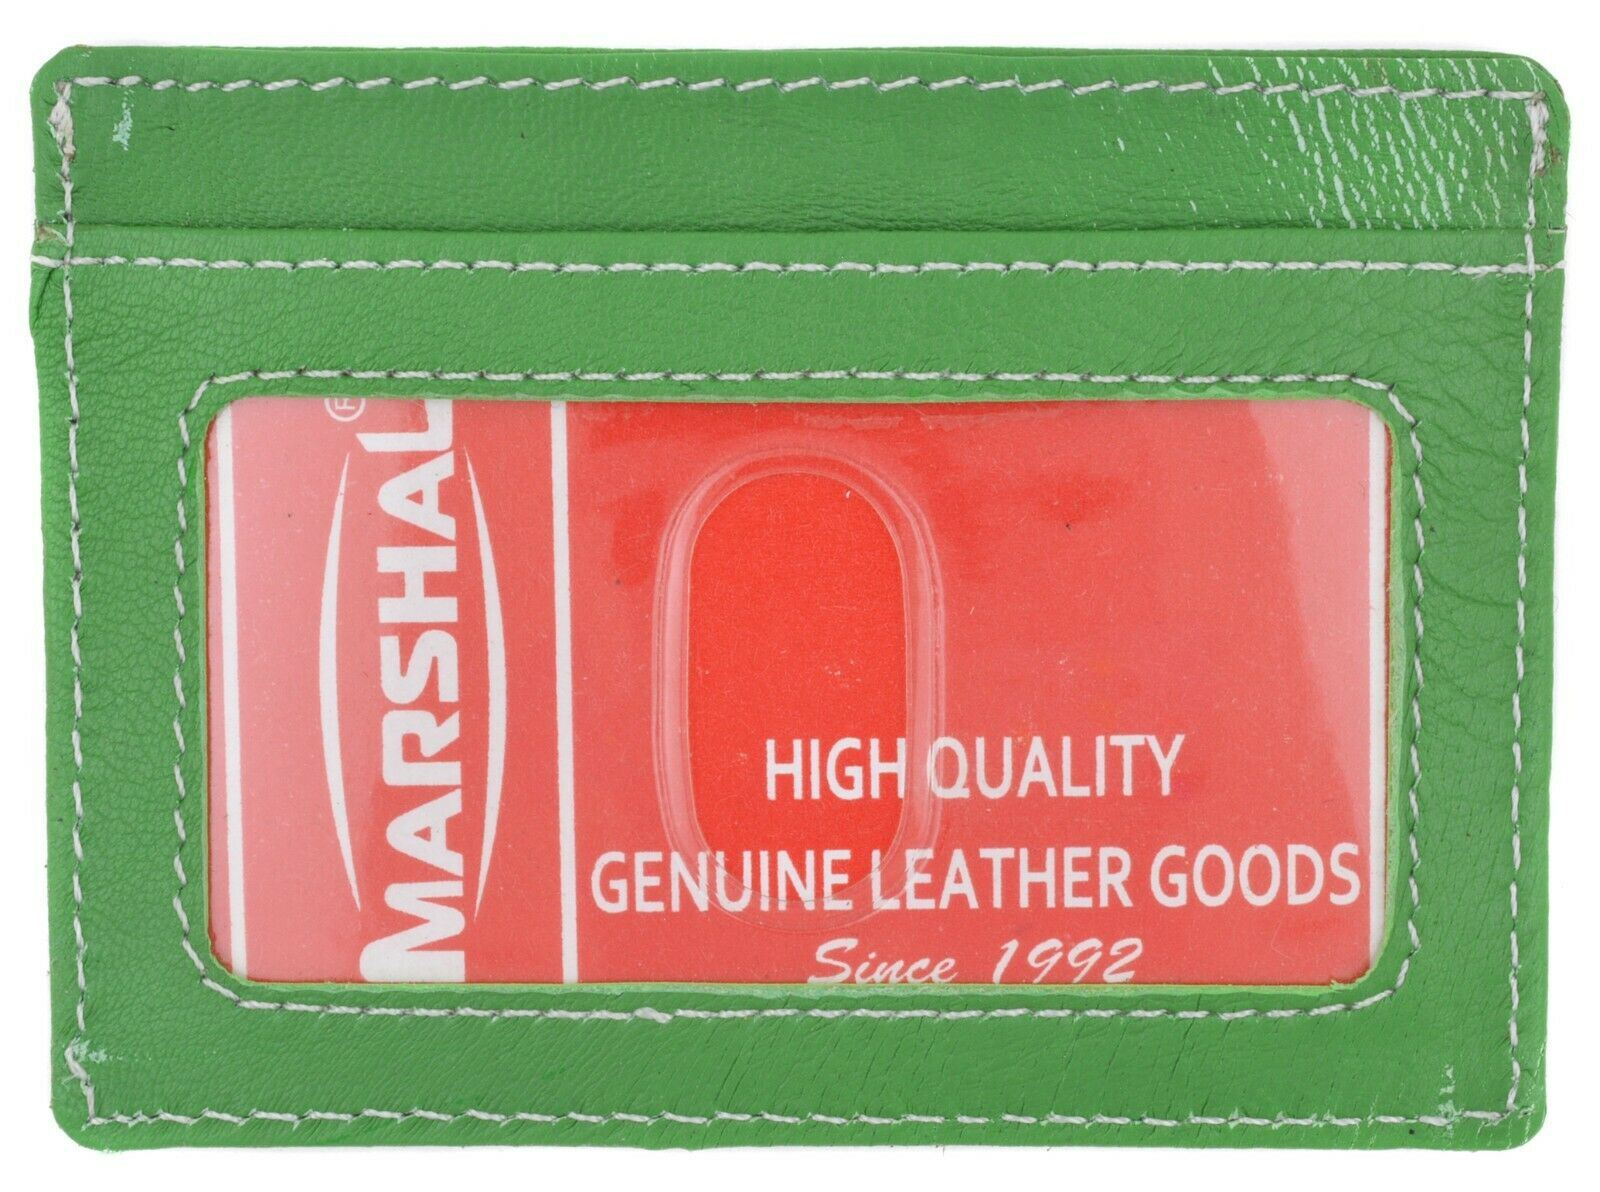 MARSHAL®
HIGH QUALITY
GENUINE LEATHER GOODS
Since 1992